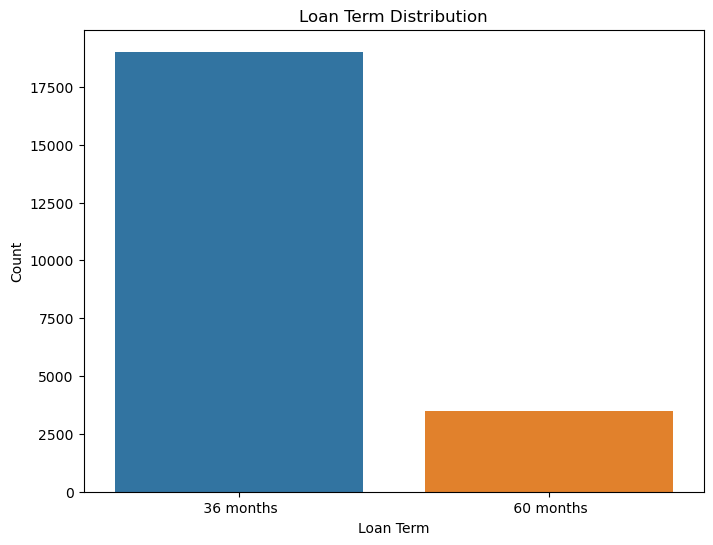 Loan Term Distribution
17500
15000
12500
10000
7500
5000
2500
0
Count
36 months
60 months
Loan Term